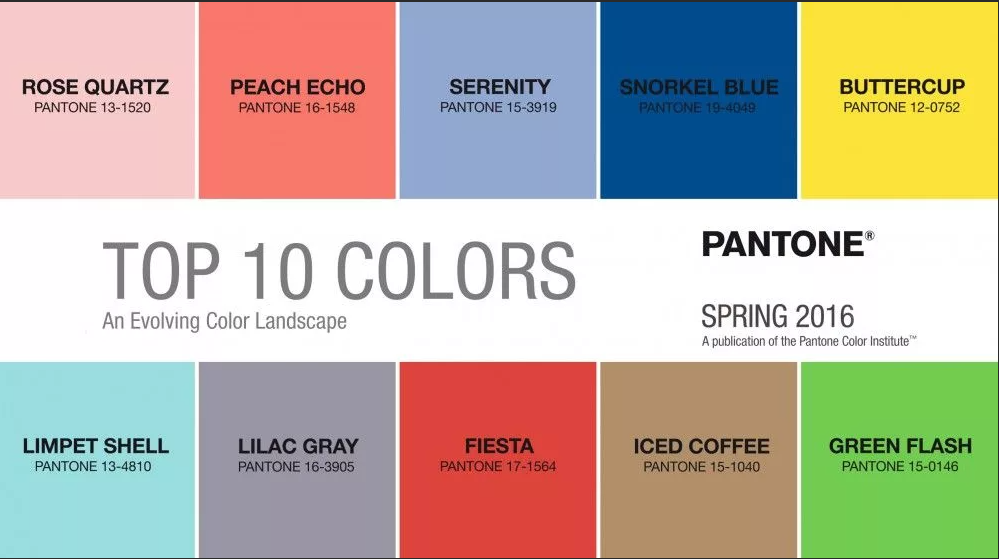 ROSE QUARTZ
PANTONE 13-1520
PEACH ECHO
PANTONE 16-1548
SERENITY
PANTONE 15-3919
SNORKEL BLUE
PANTONE 19-4049
BUTTERCUP
PANTONE 12-0752
TOP 10 COLORS
An Evolving Color Landscape
PANTONE®
SPRING 2016
A publication of the Pantone Color Institute™
LIMPET SHELL
PANTONE 13-4810
LILAC GRAY
PANTONE 16-3905
FIESTA
PANTONE 17-1564
ICED COFFEE
PANTONE 15-1040
GREEN FLASH
PANTONE 15-0146